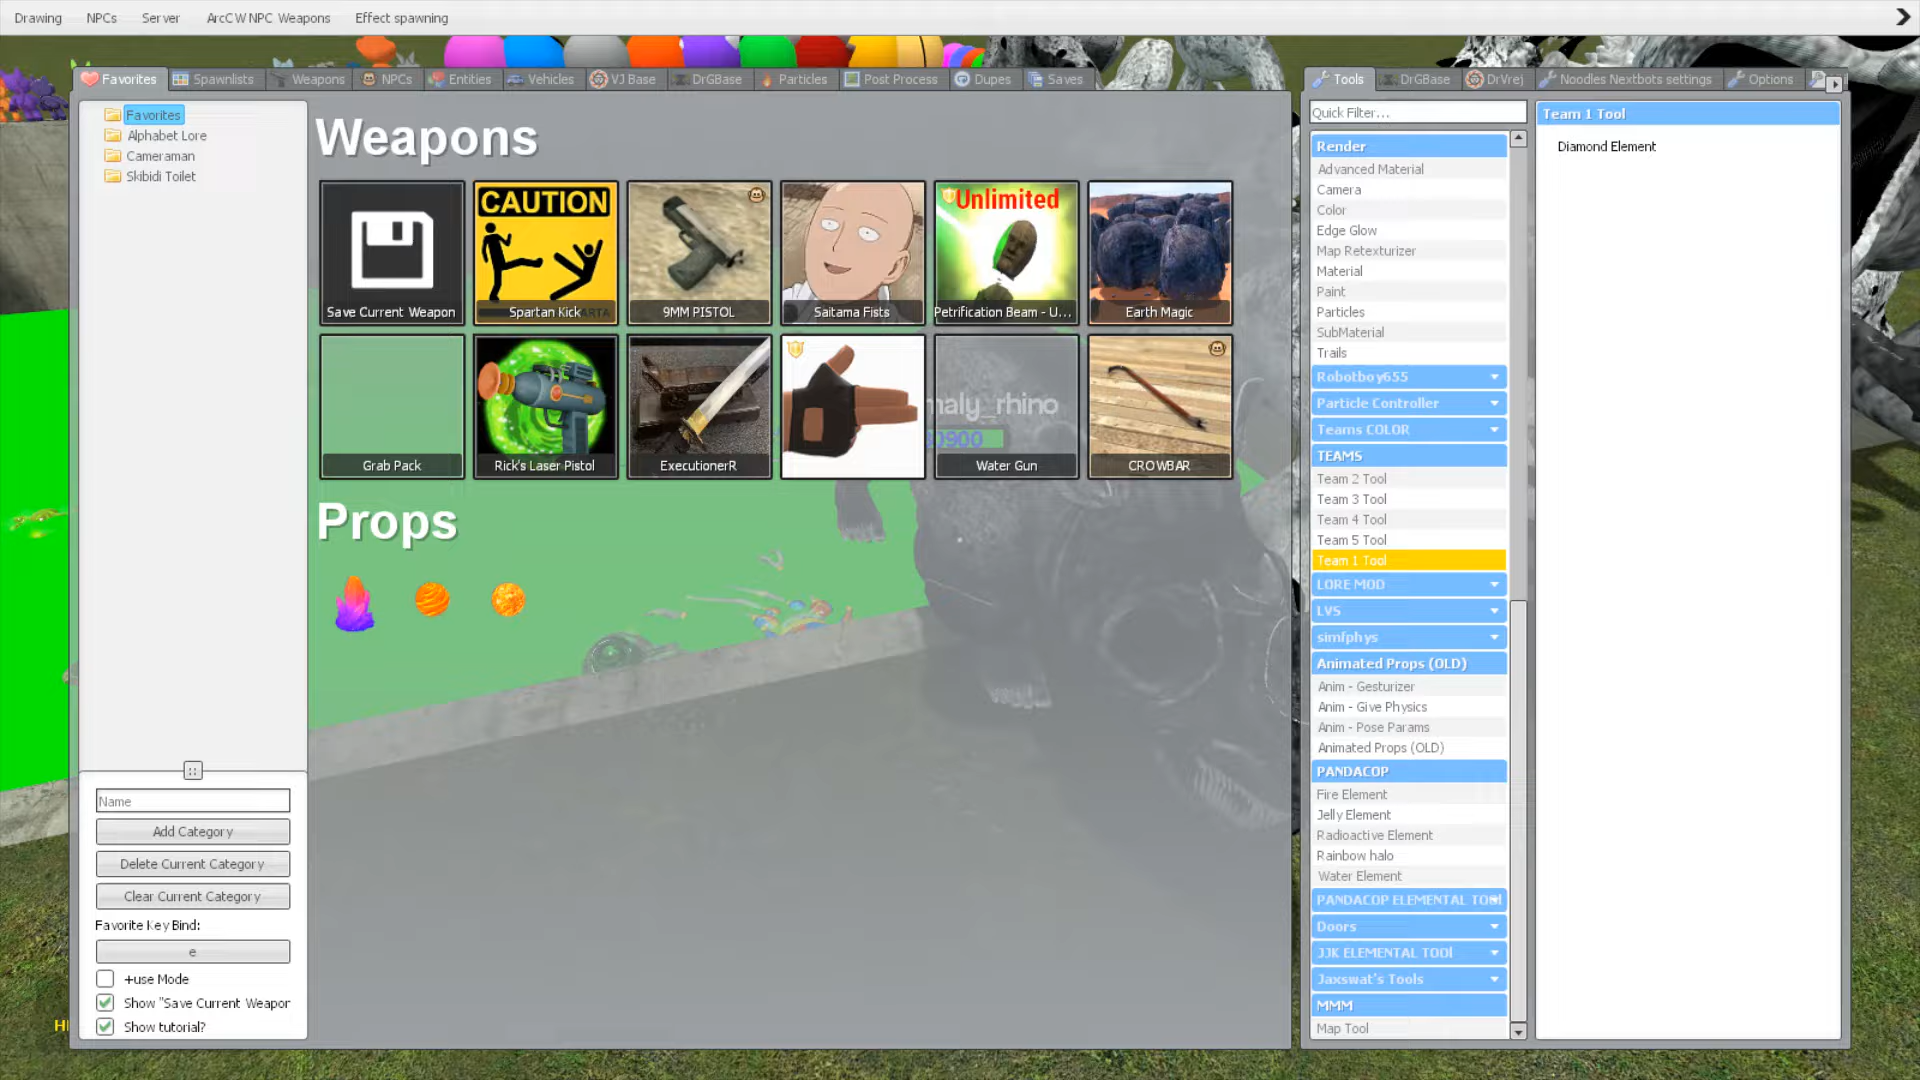 Drawing NPCs Server ArcCW NPC Weapons Effect spawning
Favorites Spawnlists Weapons NPCs Entities Vehicles VJ Base DrGBase Particles Post Process Dupes Saves
Favorites
Alphabet Lore
Cameraman
Skibidi Toilet
Name
Add Category
Delete Current Category
Clear Current Category
Favorite Key Bind:
e
+use Mode
Show "Save Current Weapon
Show tutorial?
Weapons
CAUTION
Unlimited
Save Current Weapon Spartan Kick 9MM PISTOL Saitama Fists Petrification Beam - U... Earth Magic
naly_rhino
Grab Pack Rick's Laser Pistol ExecutionerR Water Gun CROWBAR
Props
Tools DrGBase DrVrej Noodles Nextbots settings Options
Quick Filter...
Render
Advanced Material
Camera
Color
Edge Glow
Map Retexturizer
Material
Paint
Particles
SubMaterial
Trails
Robotboy655
Particle Controller
Teams COLOR
TEAMS
Team 2 Tool
Team 3 Tool
Team 4 Tool
Team 5 Tool
Team 1 Tool
LORE MOD
LVS
simfphys
Animated Props (OLD)
Anim - Gesturizer
Anim - Give Physics
Anim - Pose Params
Animated Props (OLD)
PANDACOP
Fire Element
Jelly Element
Radioactive Element
Rainbow halo
Water Element
PANDACOP ELEMENTAL TOOl
Doors
JJK ELEMENTAL TOOl
Jaxswat's Tools
MMM
Map Tool
Team 1 Tool
Diamond Element